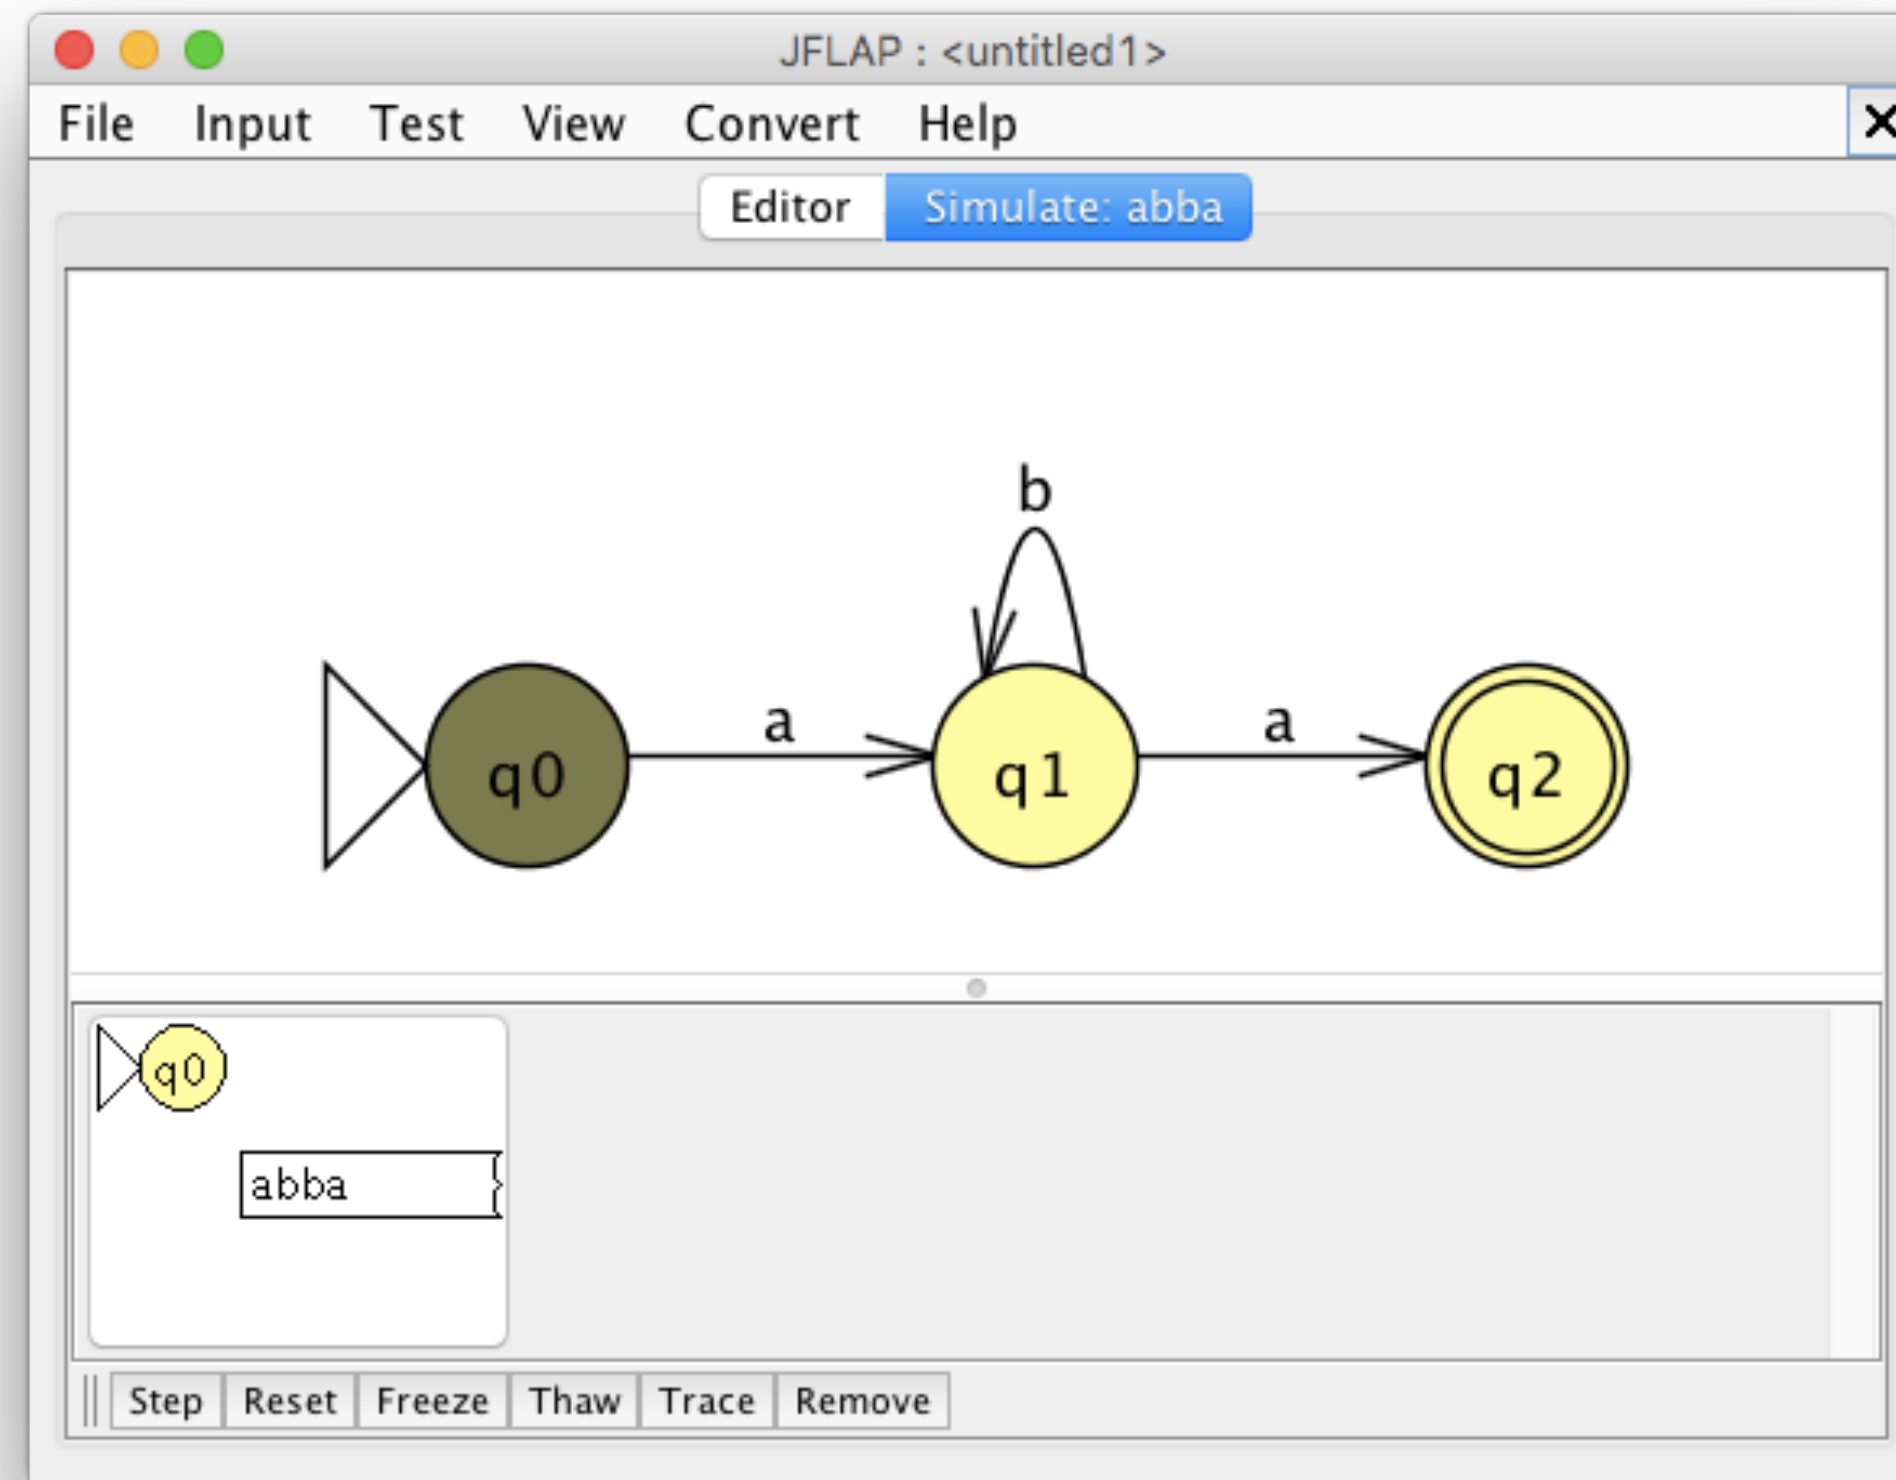 JFLAP : <untitled1>
File Input Test View Convert Help
Editor Simulate: abba
b
a a
q0 q1 q2
q0
abba
Step Reset Freeze Thaw Trace Remove